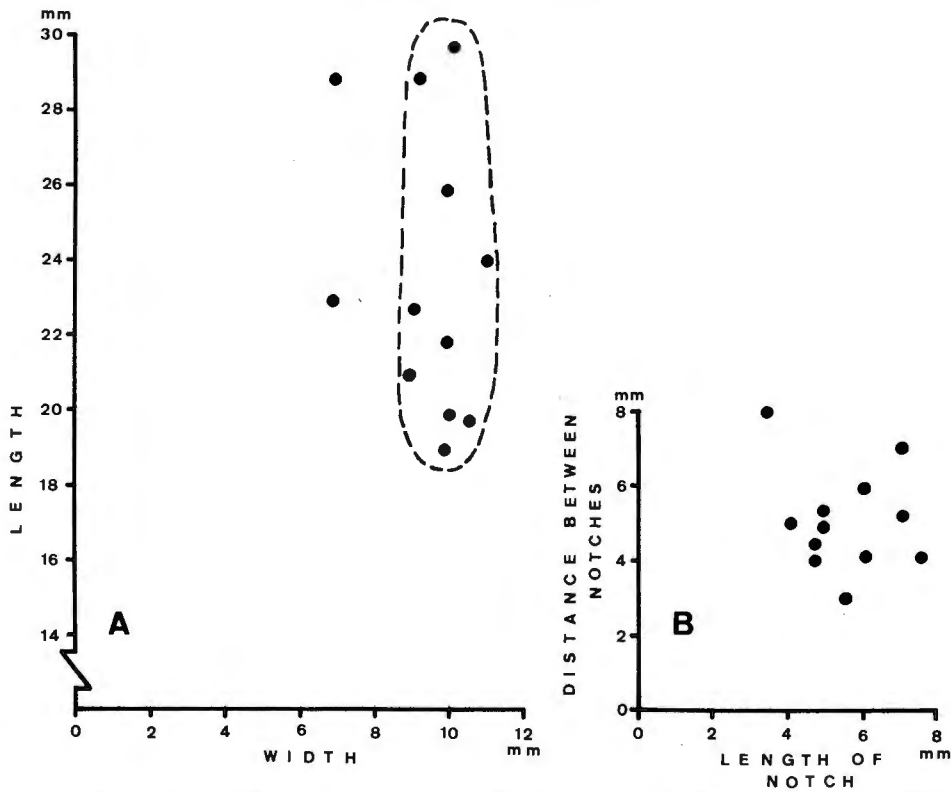 mm
30
28
26
24
22
20
18
16
14
LENGTH
A
0 2 4 6 8 10 12
mm
WIDTH
mm
8
6
4
2
0
DISTANCE BETWEEN
NOTCHES
B
0 2 4 6 8
mm
LENGTH OF
NOTCH